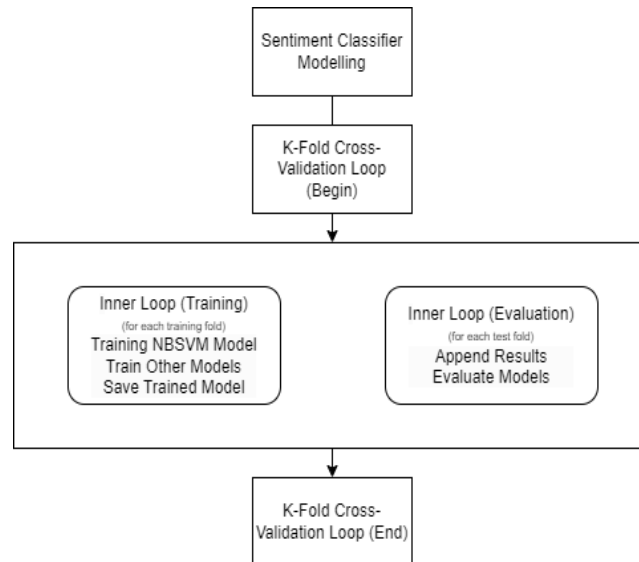 Sentiment Classifier
Modelling
K-Fold Cross-
Validation Loop
(Begin)
Inner Loop (Training)
(for each training fold)
Training NBSVM Model
Train Other Models
Save Trained Model
Inner Loop (Evaluation)
(for each test fold)
Append Results
Evaluate Models
K-Fold Cross-
Validation Loop (End)